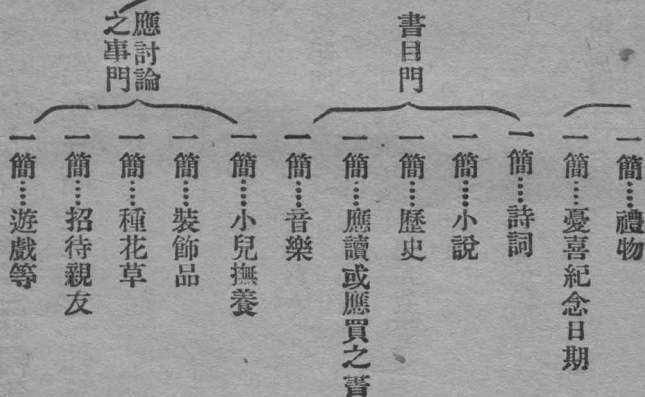 一簡……禮物
一簡……憂喜紀念日期
書目門
一簡……詩詞
一簡……小說
一簡……歷史
一簡……應讀或應買之書
一簡……音樂
應討論
之事門
一簡……小兒撫養
一簡……裝飾品
一簡……種花草
一簡……招待親友
一簡……遊戲等